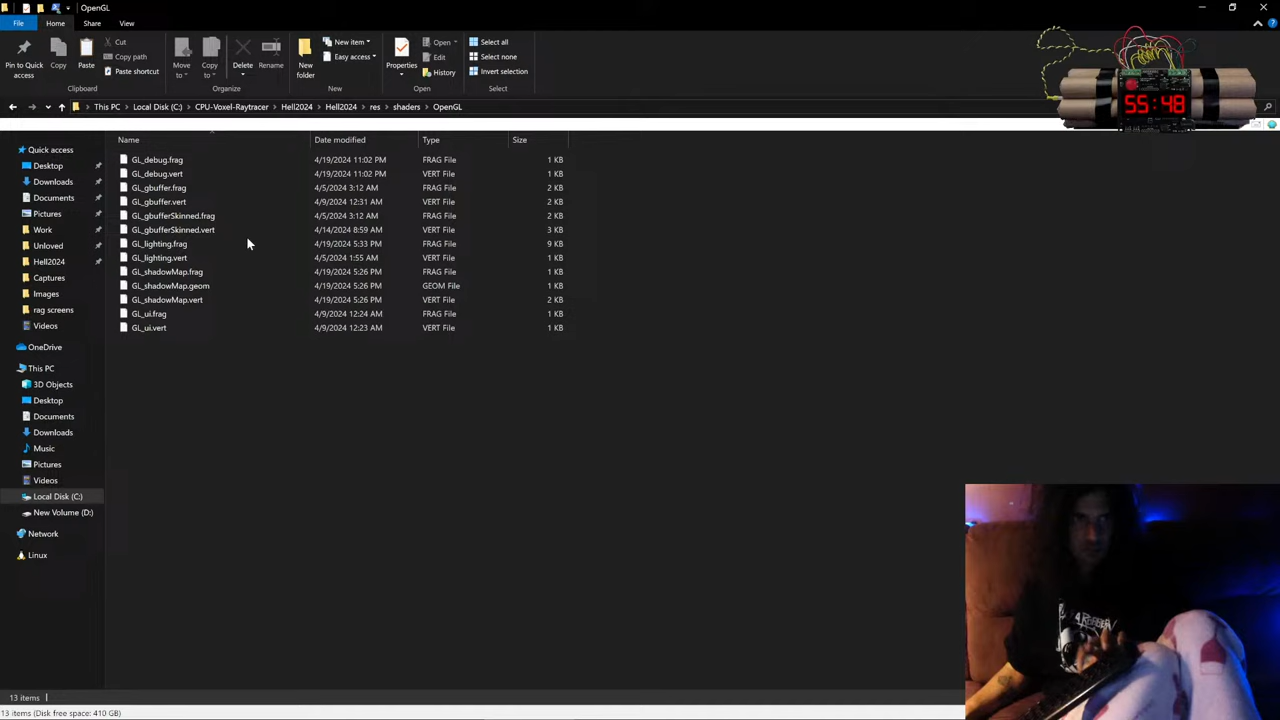 OpenGL
File Home Share View
Pin to Quick access
Copy
Paste
Cut
Copy path
Paste shortcut
Clipboard
Move to
Copy to
Delete
Rename
Organize
New folder
New item
Easy access
New
Properties
Open
Edit
History
Open
Select all
Select none
Invert selection
Select
This PC > Local Disk (C:) > CPU-Voxel-Raytracer > Hell2024 > Hell2024 > res > shaders > OpenGL
55:48
Name Date modified Type Size
GL_debug.frag 4/19/2024 11:02 PM FRAG File 1 KB
GL_debug.vert 4/19/2024 11:02 PM VERT File 1 KB
GL_gbuffer.frag 4/5/2024 3:12 AM FRAG File 2 KB
GL_gbuffer.vert 4/9/2024 12:31 AM VERT File 2 KB
GL_gbufferSkinned.frag 4/5/2024 3:12 AM FRAG File 2 KB
GL_gbufferSkinned.vert 4/14/2024 8:59 AM VERT File 3 KB
GL_lighting.frag 4/19/2024 5:33 PM FRAG File 9 KB
GL_lighting.vert 4/5/2024 1:55 AM VERT File 1 KB
GL_shadowMap.frag 4/19/2024 5:26 PM FRAG File 1 KB
GL_shadowMap.geom 4/19/2024 5:26 PM GEOM File 1 KB
GL_shadowMap.vert 4/19/2024 5:26 PM VERT File 2 KB
GL_ui.frag 4/9/2024 12:24 AM FRAG File 1 KB
GL_ui.vert 4/9/2024 12:23 AM VERT File 1 KB
Quick access
Desktop
Downloads
Documents
Pictures
Work
Unloved
Hell2024
Captures
Images
rag screens
Videos
OneDrive
This PC
3D Objects
Desktop
Documents
Downloads
Music
Pictures
Videos
Local Disk (C:)
New Volume (D:)
Network
Linux
13 items
13 items (Disk free space: 410 GB)